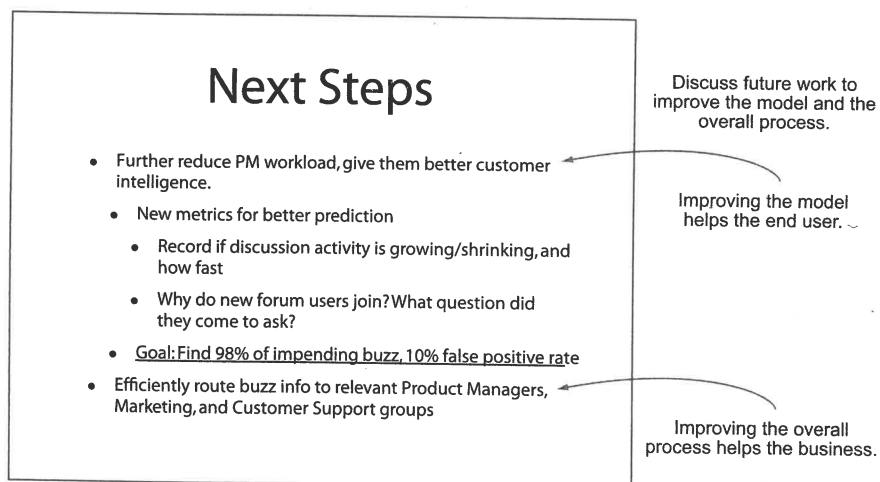 Next Steps
• Further reduce PM workload, give them better customer
intelligence.
• New metrics for better prediction
• Record if discussion activity is growing/shrinking, and
how fast
• Why do new forum users join? What question did
they come to ask?
• Goal: Find 98% of impending buzz, 10% false positive rate
• Efficiently route buzz info to relevant Product Managers,
Marketing, and Customer Support groups
Discuss future work to
improve the model and the
overall process.
Improving the model
helps the end user.
Improving the overall
process helps the business.